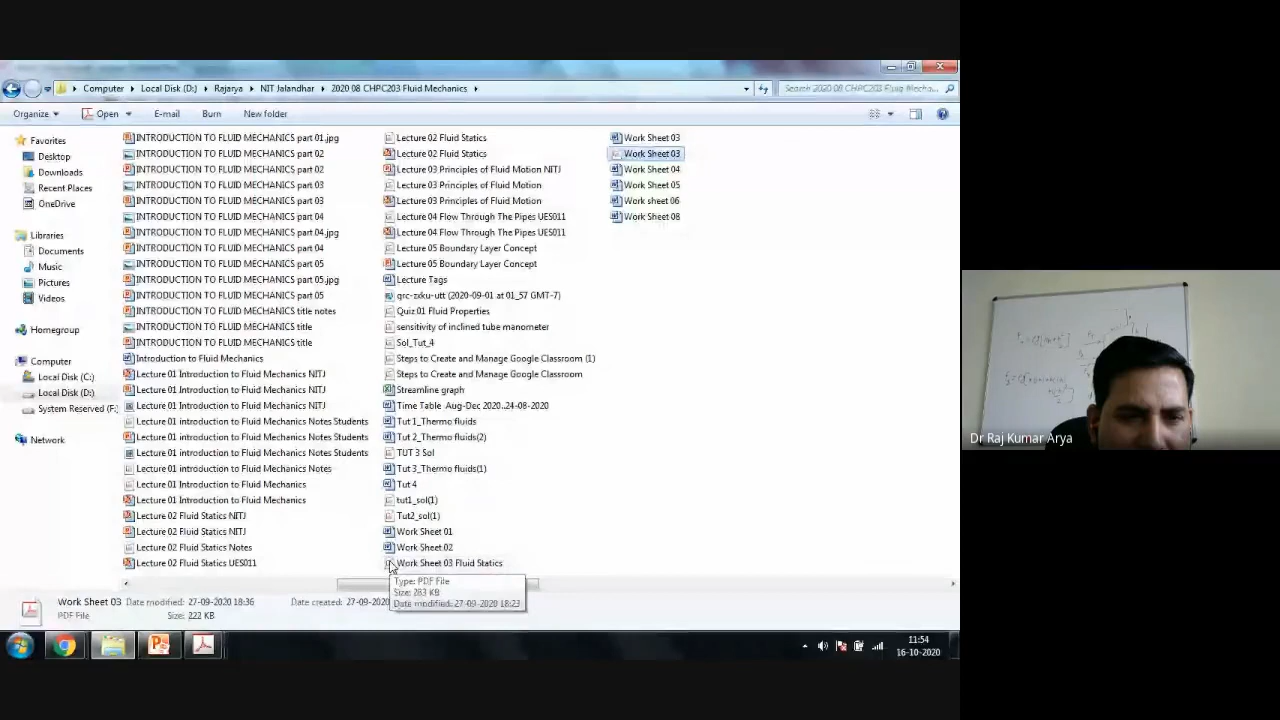 Computer ▸ Local Disk (D:) ▸ Rajarya ▸ NIT Jalandhar ▸ 2020 08 CHPC203 Fluid Mechanics ▸
Search 2020 08 CHPC203 Fluid Mecha...
Organize ▾ Open ▾ E-mail Burn New folder
Favorites
Desktop
Downloads
Recent Places
OneDrive
Libraries
Documents
Music
Pictures
Videos
Homegroup
Computer
Local Disk (C:)
Local Disk (D:)
System Reserved (F:
Network
INTRODUCTION TO FLUID MECHANICS part 01.jpg
INTRODUCTION TO FLUID MECHANICS part 02
INTRODUCTION TO FLUID MECHANICS part 02
INTRODUCTION TO FLUID MECHANICS part 03
INTRODUCTION TO FLUID MECHANICS part 03
INTRODUCTION TO FLUID MECHANICS part 04
INTRODUCTION TO FLUID MECHANICS part 04.jpg
INTRODUCTION TO FLUID MECHANICS part 04
INTRODUCTION TO FLUID MECHANICS part 05
INTRODUCTION TO FLUID MECHANICS part 05.jpg
INTRODUCTION TO FLUID MECHANICS part 05
INTRODUCTION TO FLUID MECHANICS title notes
INTRODUCTION TO FLUID MECHANICS title
INTRODUCTION TO FLUID MECHANICS title
Introduction to Fluid Mechanics
Lecture 01 Introduction to Fluid Mechanics NITJ
Lecture 01 Introduction to Fluid Mechanics NITJ
Lecture 01 Introduction to Fluid Mechanics NITJ
Lecture 01 introduction to Fluid Mechanics Notes Students
Lecture 01 introduction to Fluid Mechanics Notes Students
Lecture 01 introduction to Fluid Mechanics Notes Students
Lecture 01 introduction to Fluid Mechanics Notes
Lecture 01 Introduction to Fluid Mechanics
Lecture 01 Introduction to Fluid Mechanics
Lecture 02 Fluid Statics NITJ
Lecture 02 Fluid Statics NITJ
Lecture 02 Fluid Statics Notes
Lecture 02 Fluid Statics UES011
Lecture 02 Fluid Statics
Lecture 02 Fluid Statics
Lecture 03 Principles of Fluid Motion NITJ
Lecture 03 Principles of Fluid Motion
Lecture 03 Principles of Fluid Motion
Lecture 04 Flow Through The Pipes UES011
Lecture 04 Flow Through The Pipes UES011
Lecture 05 Boundary Layer Concept
Lecture 05 Boundary Layer Concept
Lecture Tags
qrc-zxku-utt (2020-09-01 at 01_57 GMT-7)
Quiz 01 Fluid Properties
sensitivity of inclined tube manometer
Sol_Tut_4
Steps to Create and Manage Google Classroom (1)
Steps to Create and Manage Google Classroom
Streamline graph
Time Table Aug-Dec 2020..24-08-2020
Tut 1_Thermo fluids
Tut 2_Thermo fluids(2)
TUT 3 Sol
Tut 3_Thermo fluids(1)
Tut 4
tut1_sol(1)
Tut2_sol(1)
Work Sheet 01
Work Sheet 02
Work Sheet 03 Fluid Statics
Work Sheet 03
Work Sheet 03
Work Sheet 04
Work Sheet 05
Work sheet 06
Work Sheet 08
Type: PDF File
Size: 283 KB
Date modified: 27-09-2020 18:23
Work Sheet 03 Date modified: 27-09-2020 18:36 Date created: 27-09-2020
PDF File Size: 222 KB
11:54
16-10-2020
Dr Raj Kumar Arya